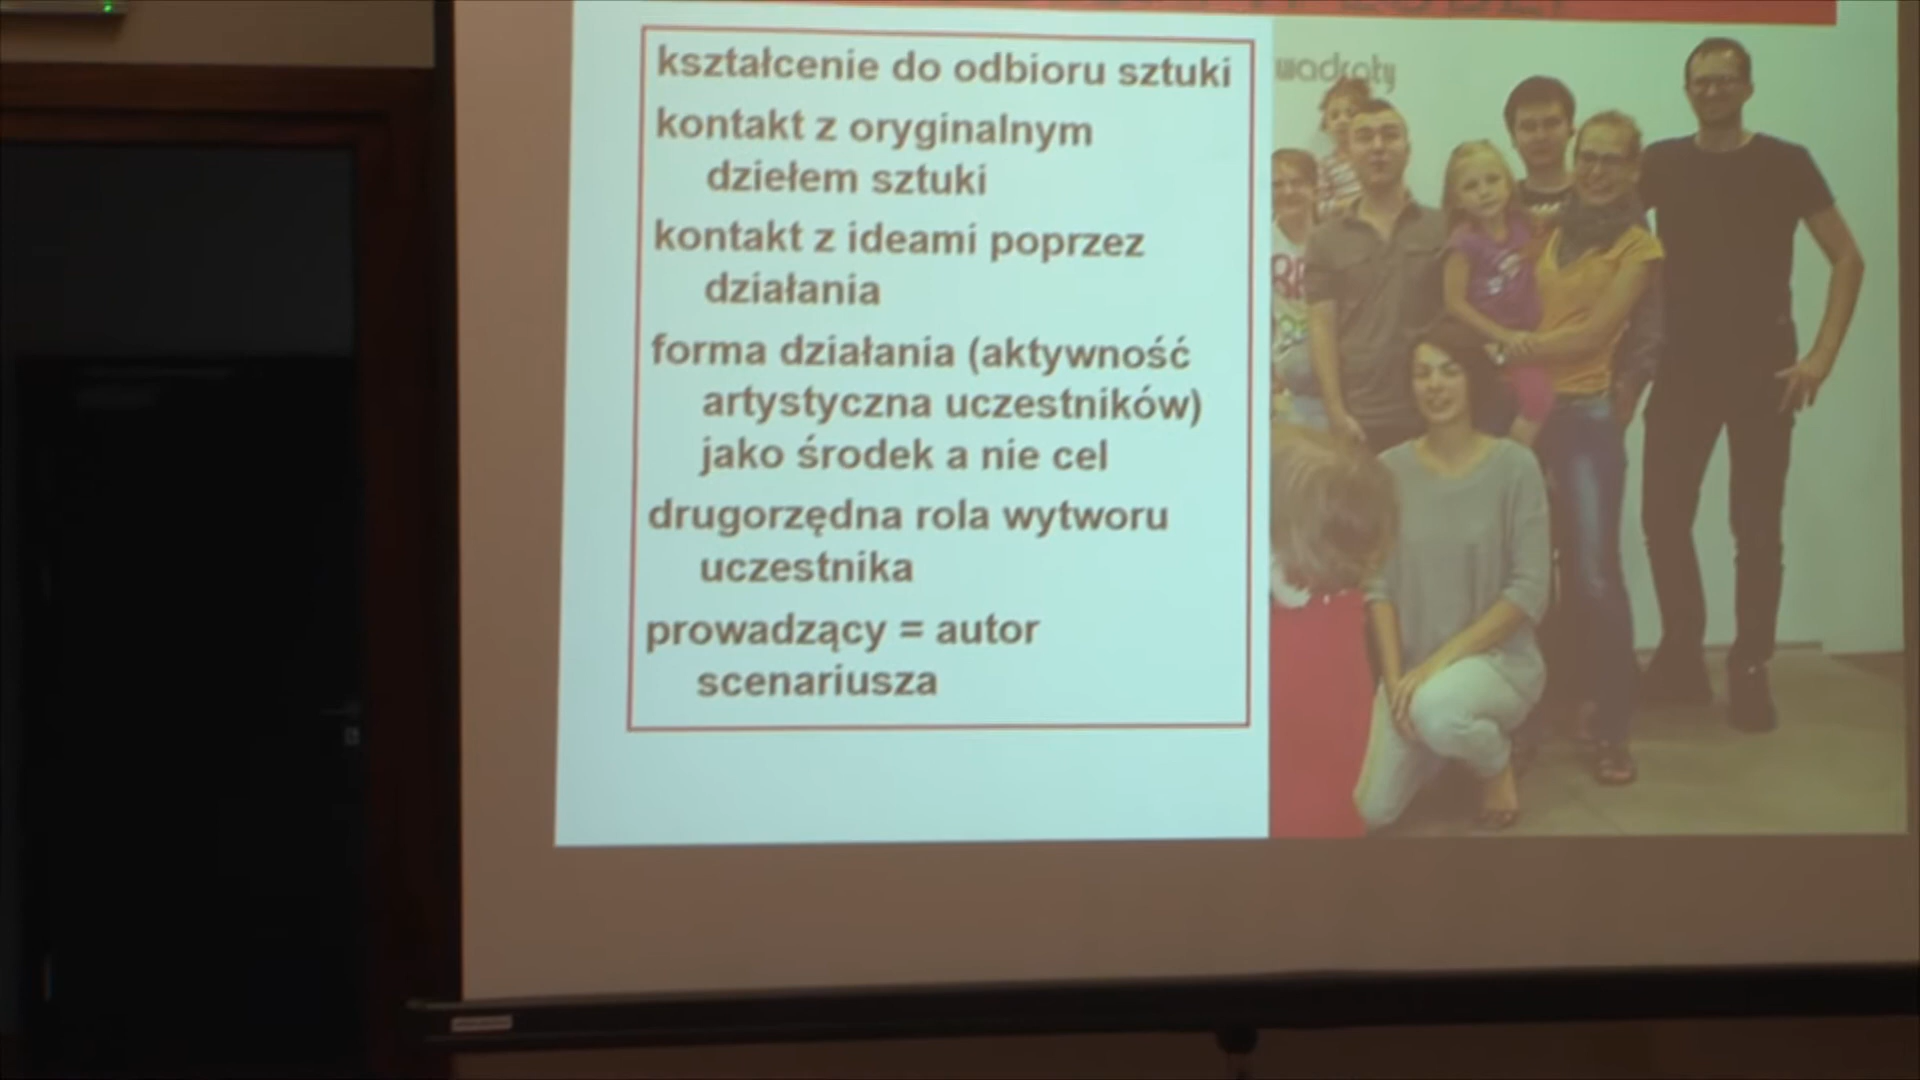 kształcenie do odbioru sztuki
kontakt z oryginalnym
dziełem sztuki
kontakt z ideami poprzez
działania
forma działania (aktywność
artystyczna uczestników)
jako środek a nie cel
drugorzędna rola wytworu
uczestnika
prowadzący = autor
scenariusza
wadraty